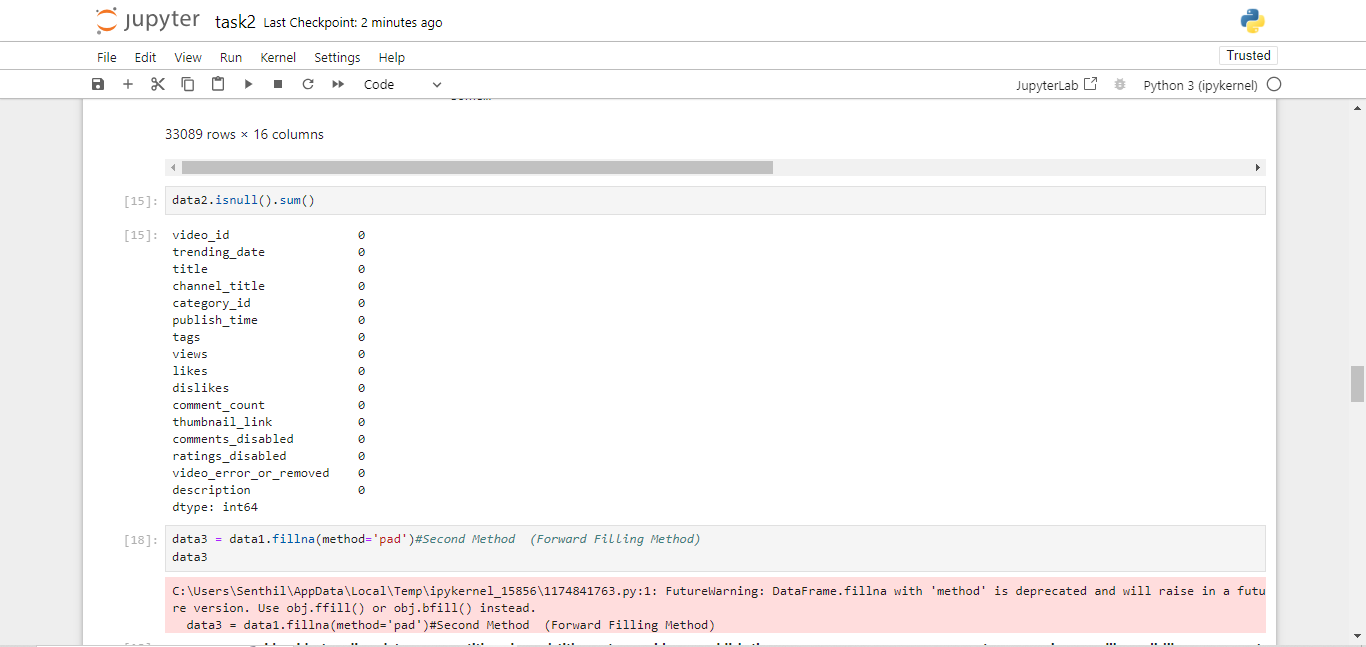 jupyter task2 Last Checkpoint: 2 minutes ago
File Edit View Run Kernel Settings Help
Trusted
Code
JupyterLab Python 3 (ipykernel)
33089 rows × 16 columns
[15]: data2.isnull().sum()
[15]: video_id 0
trending_date 0
title 0
channel_title 0
category_id 0
publish_time 0
tags 0
views 0
likes 0
dislikes 0
comment_count 0
thumbnail_link 0
comments_disabled 0
ratings_disabled 0
video_error_or_removed 0
description 0
dtype: int64
[18]: data3 = data1.fillna(method='pad')#Second Method  (Forward Filling Method)
data3
C:\Users\Senthil\AppData\Local\Temp\ipykernel_15856\1174841763.py:1: FutureWarning: DataFrame.fillna with 'method' is deprecated and will raise in a futu
re version. Use obj.ffill() or obj.bfill() instead.
data3 = data1.fillna(method='pad')#Second Method  (Forward Filling Method)